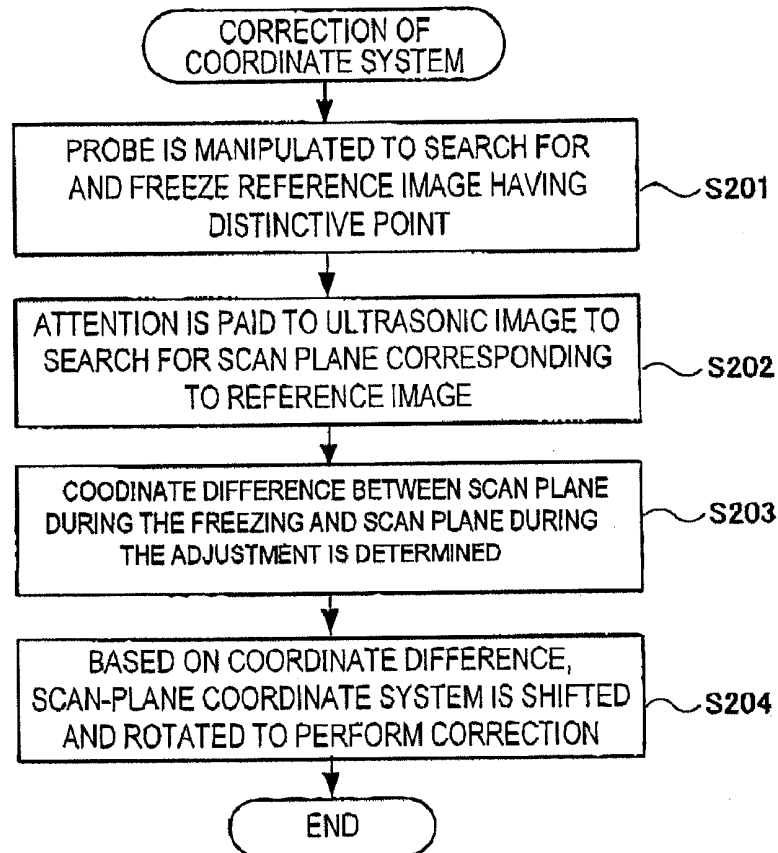 CORRECTION OF
COORDINATE SYSTEM
PROBE IS MANIPULATED TO SEARCH FOR
AND FREEZE REFERENCE IMAGE HAVING
DISTINCTIVE POINT
S201
ATTENTION IS PAID TO ULTRASONIC IMAGE TO
SEARCH FOR SCAN PLANE CORRESPONDING
TO REFERENCE IMAGE
S202
COODINATE DIFFERENCE BETWEEN SCAN PLANE
DURING THE FREEZING AND SCAN PLANE DURING
THE ADJUSTMENT IS DETERMINED
S203
BASED ON COORDINATE DIFFERENCE,
SCAN-PLANE COORDINATE SYSTEM IS SHIFTED
AND ROTATED TO PERFORM CORRECTION
S204
END